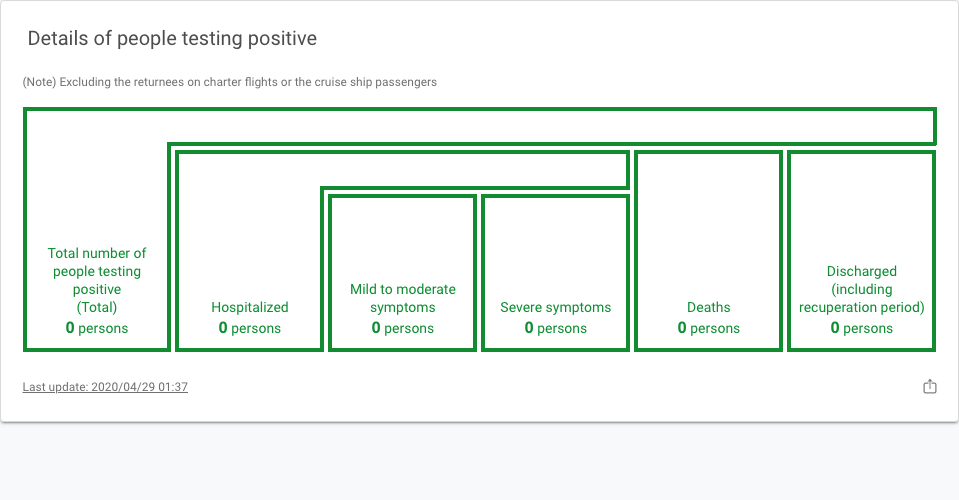 Details of people testing positive
(Note) Excluding the returnees on charter flights or the cruise ship passengers
Total number of
people testing
positive
(Total)
0 persons
Hospitalized
0 persons
Mild to moderate
symptoms
0 persons
Severe symptoms
0 persons
Deaths
0 persons
Discharged
(including
recuperation period)
0 persons
Last update: 2020/04/29 01:37